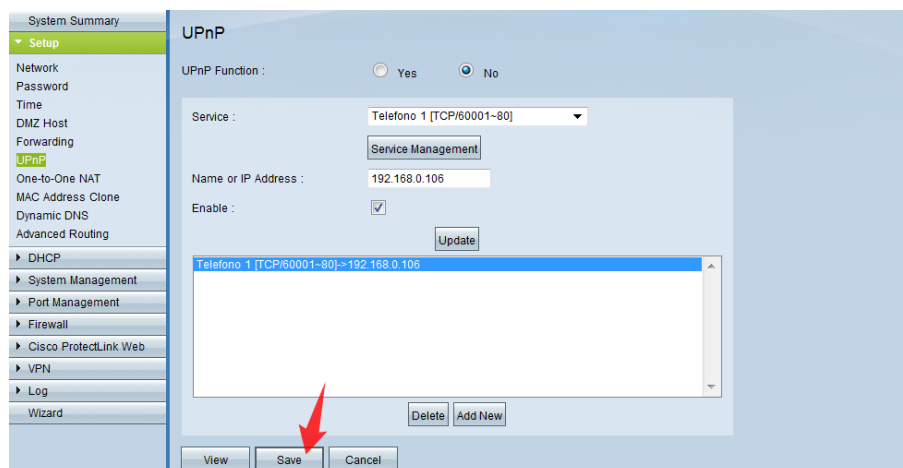 System Summary
Setup
Network
Password
Time
DMZ Host
Forwarding
UPnP
One-to-One NAT
MAC Address Clone
Dynamic DNS
Advanced Routing
DHCP
System Management
Port Management
Firewall
Cisco ProtectLink Web
VPN
Log
Wizard
UPnP
UPnP Function : Yes No
Service : Telefono 1 [TCP/60001~80]
Service Management
Name or IP Address : 192.168.0.106
Enable :
Update
Telefono 1 [TCP/60001~80]->192.168.0.106
Delete Add New
View Save Cancel